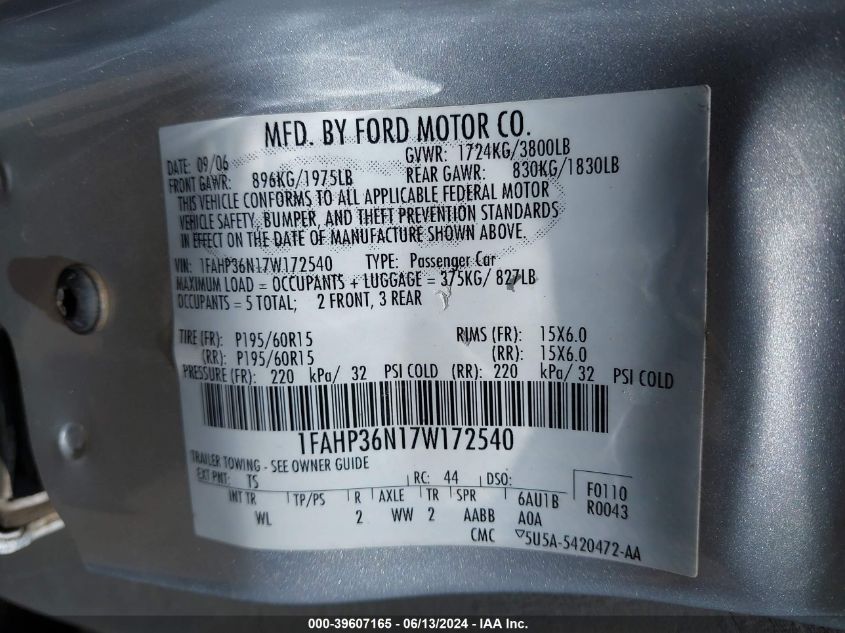 MFD. BY FORD MOTOR CO.
DATE: 09/06 GVWR: 1724KG/3800LB
FRONT GAWR: 896KG/1975LB REAR GAWR: 830KG/1830LB
THIS VEHICLE CONFORMS TO ALL APPLICABLE FEDERAL MOTOR
VEHICLE SAFETY, BUMPER, AND THEFT PREVENTION STANDARDS
IN EFFECT ON THE DATE OF MANUFACTURE SHOWN ABOVE.
VIN: 1FAHP36N17W172540 TYPE: Passenger Car
MAXIMUM LOAD = OCCUPANTS + LUGGAGE = 375KG/ 827LB
OCCUPANTS = 5 TOTAL; 2 FRONT, 3 REAR
TIRE (FR): P195/60R15 RIMS (FR): 15X6.0
(RR): P195/60R15 (RR): 15X6.0
PRESSURE (FR): 220 kPa/ 32 PSI COLD (RR): 220 kPa/ 32 PSI COLD
1FAHP36N17W172540
TRAILER TOWING - SEE OWNER GUIDE
EXT PNT: TS RC: 44 DSO: F0110
INT TR TP/PS R AXLE TR SPR 6AU1B R0043
WL 2 WW 2 AABB A0A
CMC ▽5U5A-5420472-AA
000-39607165 - 06/13/2024 - IAA Inc.